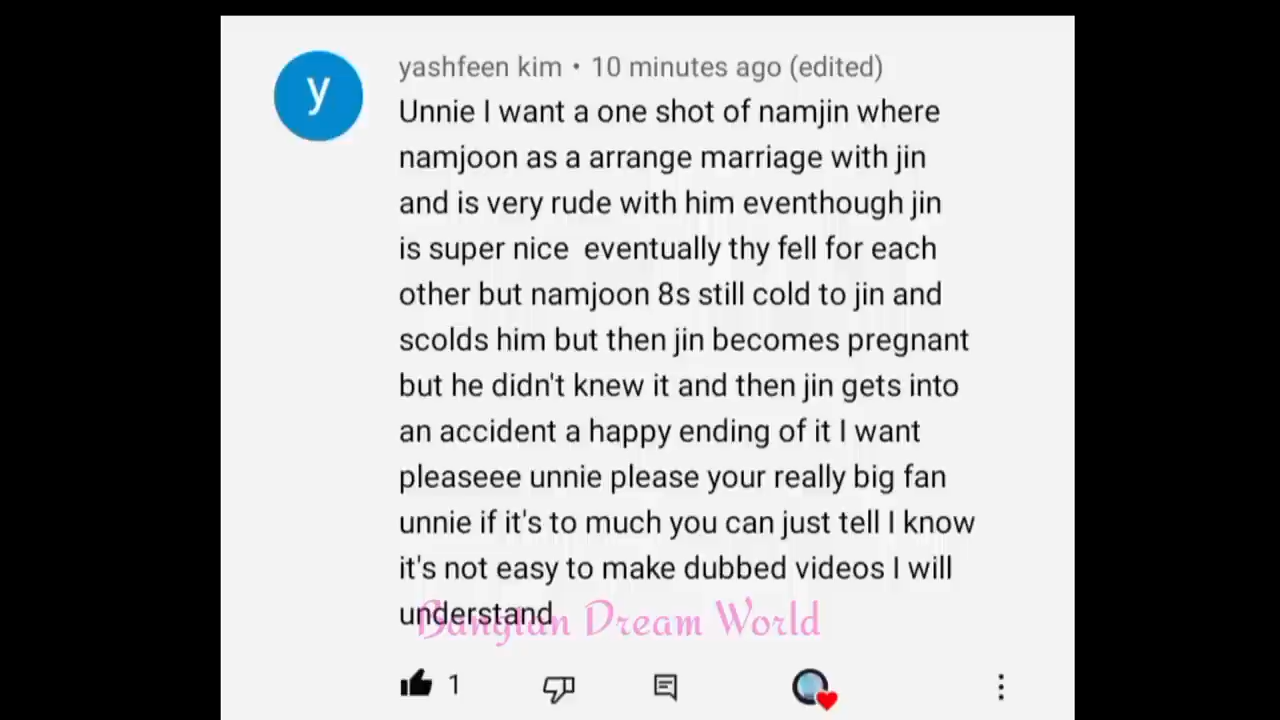 y
yashfeen kim • 10 minutes ago (edited)
Unnie I want a one shot of namjin where
namjoon as a arrange marriage with jin
and is very rude with him eventhough jin
is super nice  eventually thy fell for each
other but namjoon 8s still cold to jin and
scolds him but then jin becomes pregnant
but he didn't knew it and then jin gets into
an accident a happy ending of it I want
pleaseee unnie please your really big fan
unnie if it's to much you can just tell I know
it's not easy to make dubbed videos I will
understand
Bangtan Dream World
1